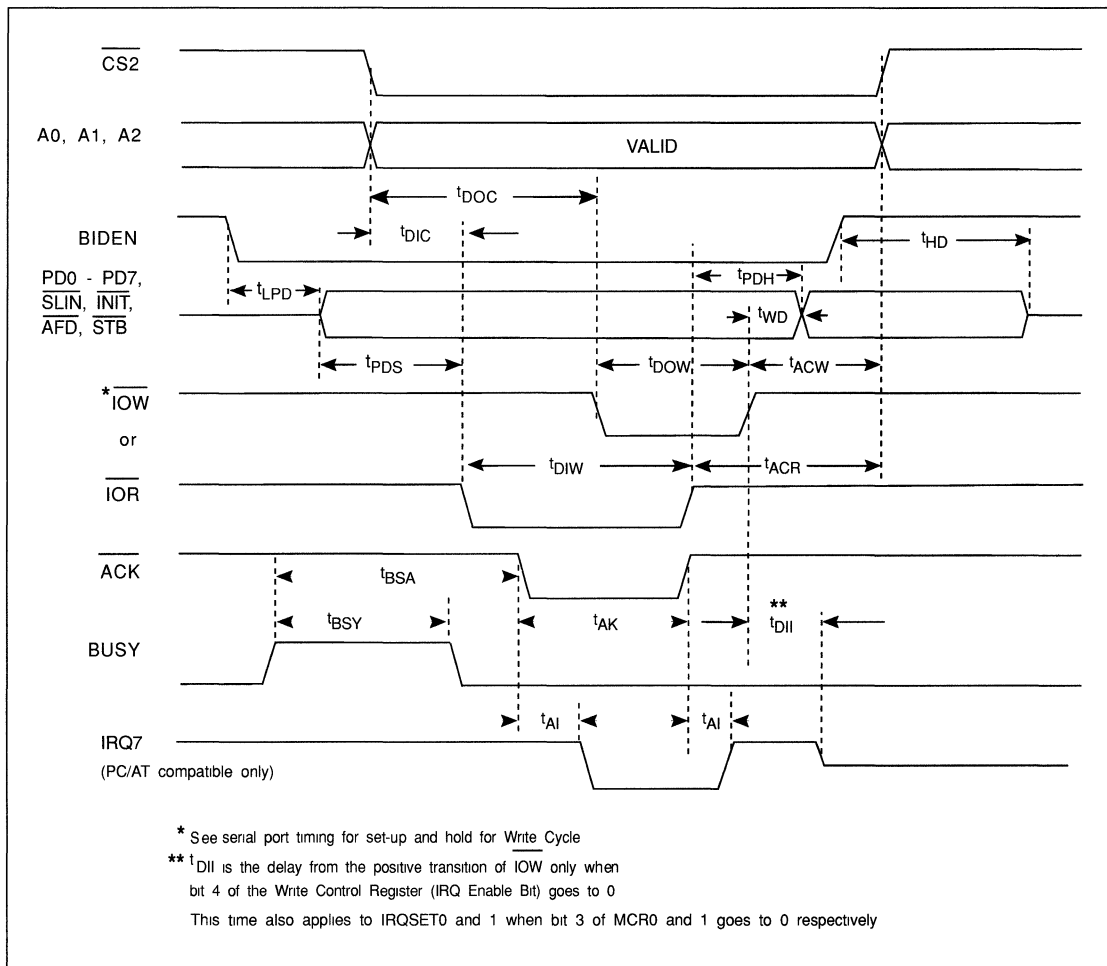 CS2
A0, A1, A2
VALID
tDOC
BIDEN
tDIC
tHD
PD0 - PD7,
SLIN, INIT,
AFD, STB
tLPD
tPDH
tWD
tPDS
tDOW
tACW
*IOW
or
IOR
tDIW
tACR
ACK
tBSA
tBSY
tAK
**
tDII
BUSY
tAI
tAI
IRQ7
(PC/AT compatible only)
* See serial port timing for set-up and hold for Write Cycle
** tDII is the delay from the positive transition of IOW only when
bit 4 of the Write Control Register (IRQ Enable Bit) goes to 0
This time also applies to IRQSET0 and 1 when bit 3 of MCR0 and 1 goes to 0 respectively